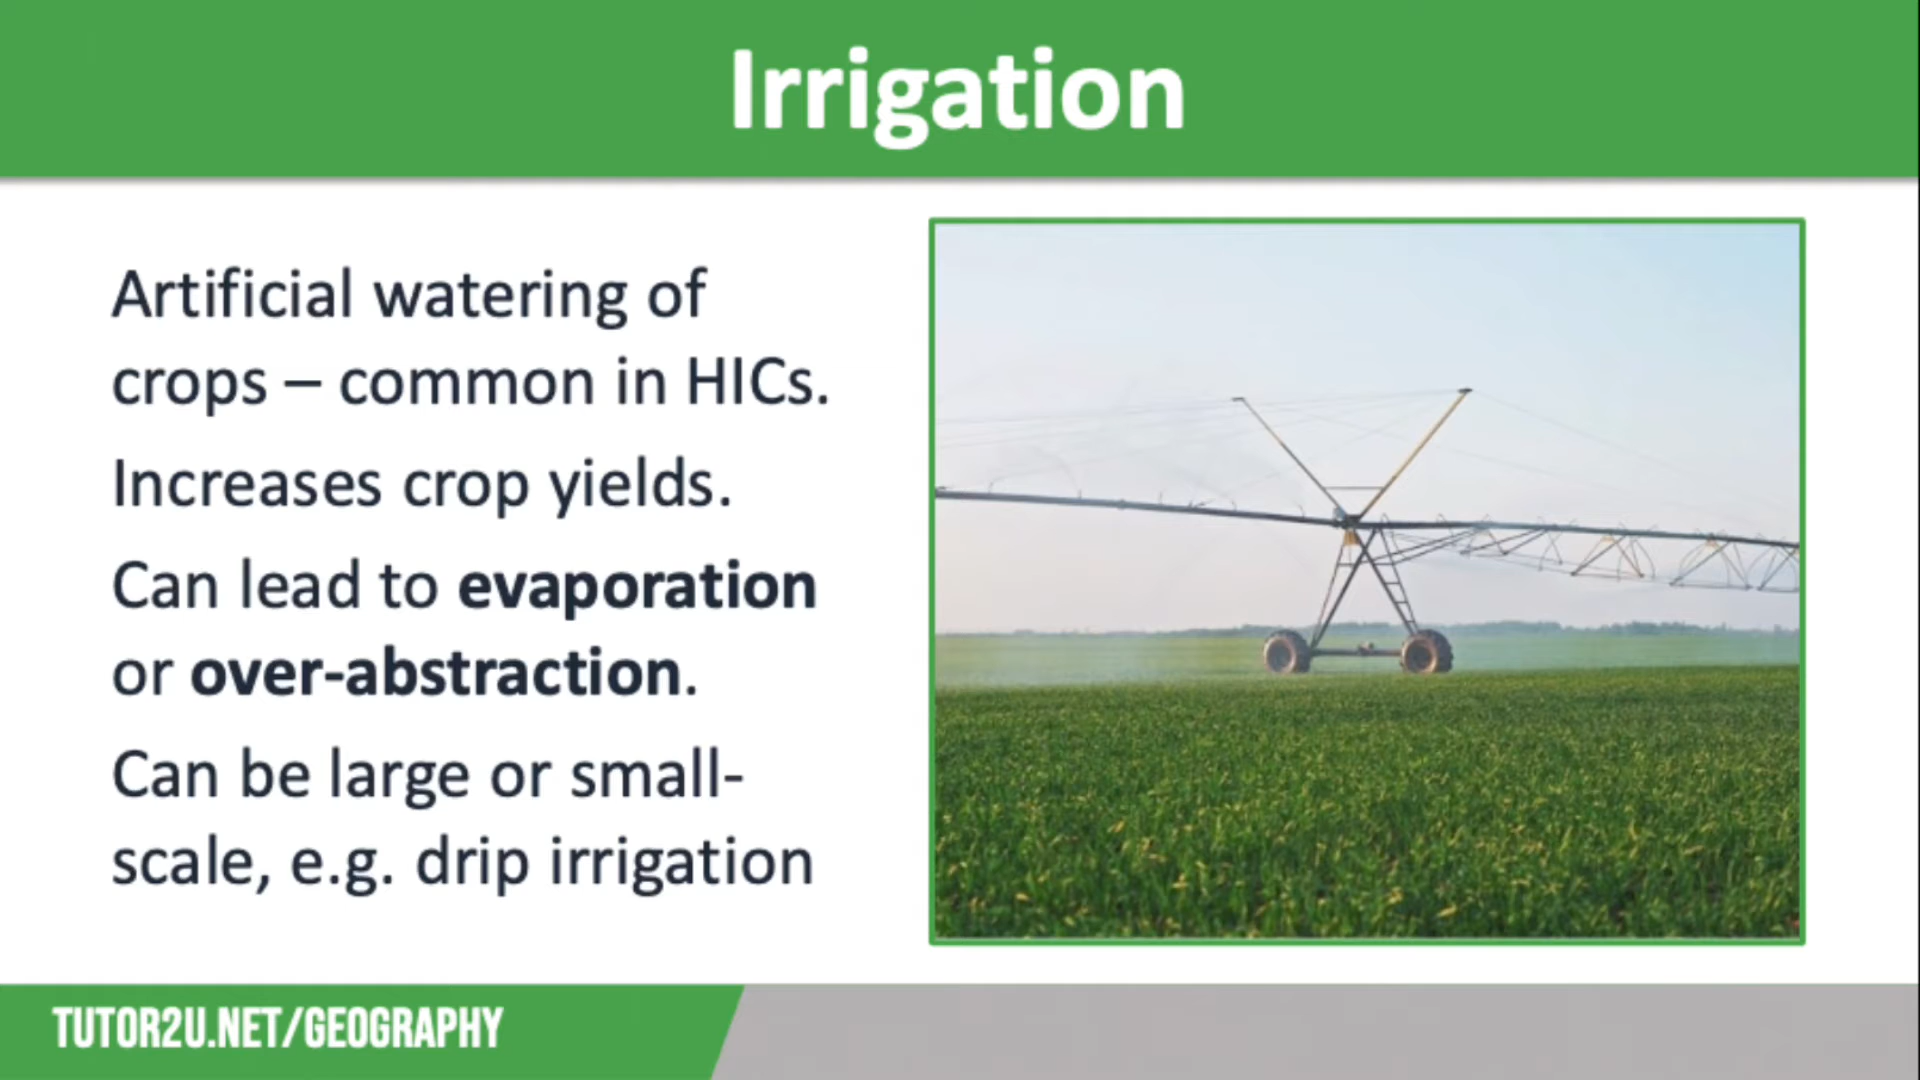 Irrigation
Artificial watering of
crops – common in HICs.
Increases crop yields.
Can lead to evaporation
or over-abstraction.
Can be large or small-
scale, e.g. drip irrigation
TUTOR2U.NET/GEOGRAPHY